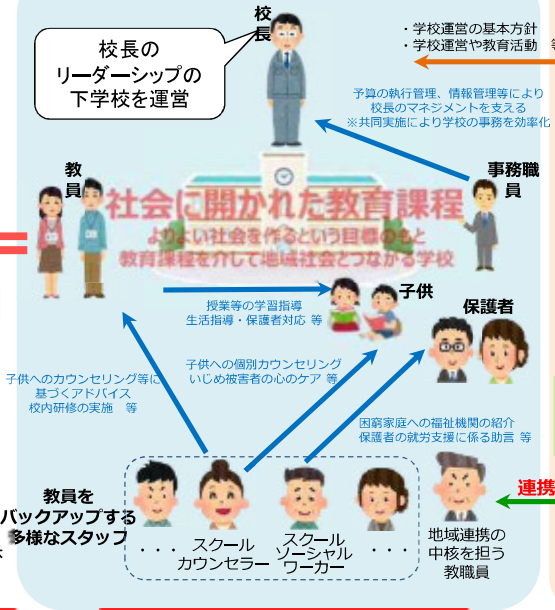 校
長
校長の
リーダーシップの
下学校を運営
・学校運営の基本方針
・学校運営や教育活動
予算の執行管理、情報管理等により
校長のマネジメントを支える
※共同実施により学校の事務を効率化
教
員
事務職
員
社会に開かれた教育課程
よりよい社会を作るという目標のもと
教育課程を介して地域社会とつながる学校
授業等の学習指導
生活指導・保護者対応 等
子供
保護者
子供へのカウンセリング等に
基づくアドバイス
校内研修の実施 等
子供への個別カウンセリング
いじめ被害者の心のケア 等
困窮家庭への福祉機関の紹介
保護者の就労支援に係る助言 等
教員を
バックアップする
多様なスタッフ
・・・
スクール
カウンセラー
スクール
ソーシャル
ワーカー
・・・
地域連携の
中核を担う
教職員
連携